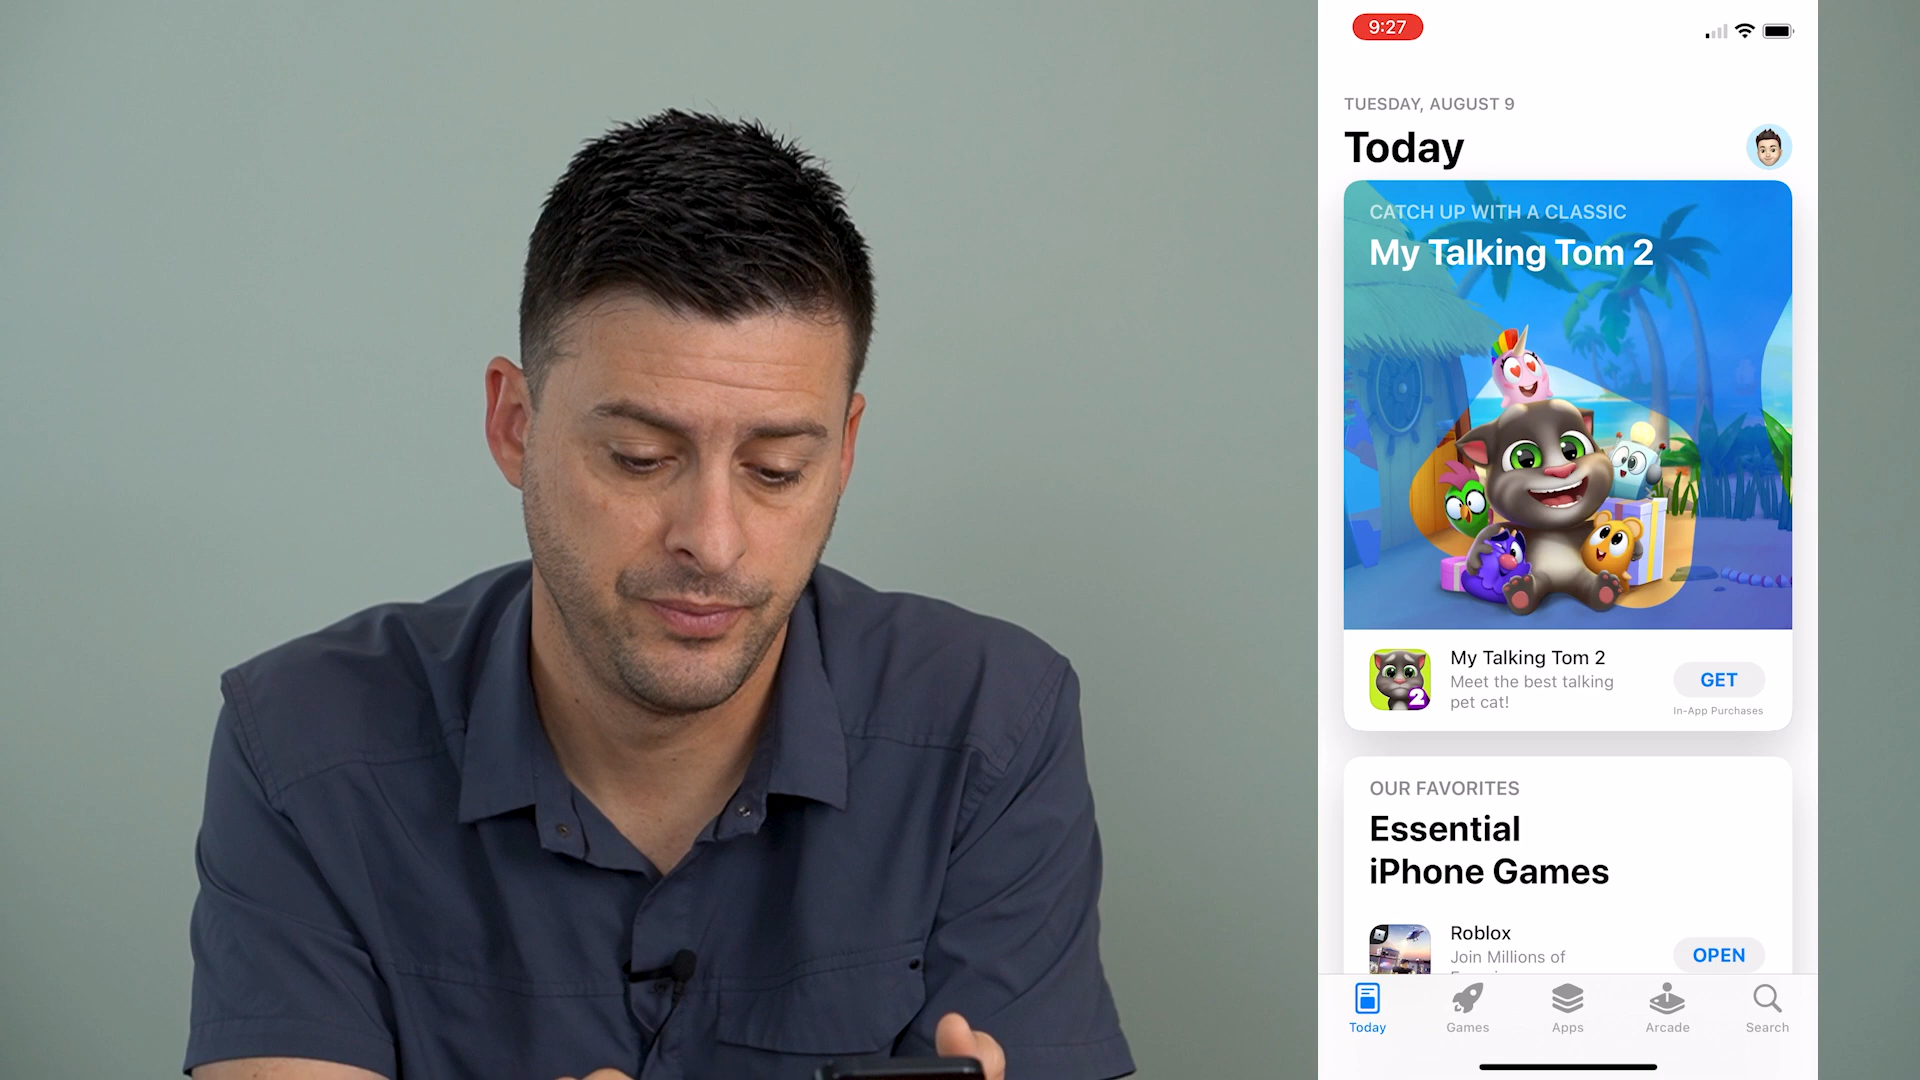 9:27
TUESDAY, AUGUST 9
Today
CATCH UP WITH A CLASSIC
My Talking Tom 2
2
My Talking Tom 2
Meet the best talking
pet cat!
GET
In-App Purchases
OUR FAVORITES
Essential
iPhone Games
Roblox
Join Millions of
OPEN
Today
Games
Apps
Arcade
Search